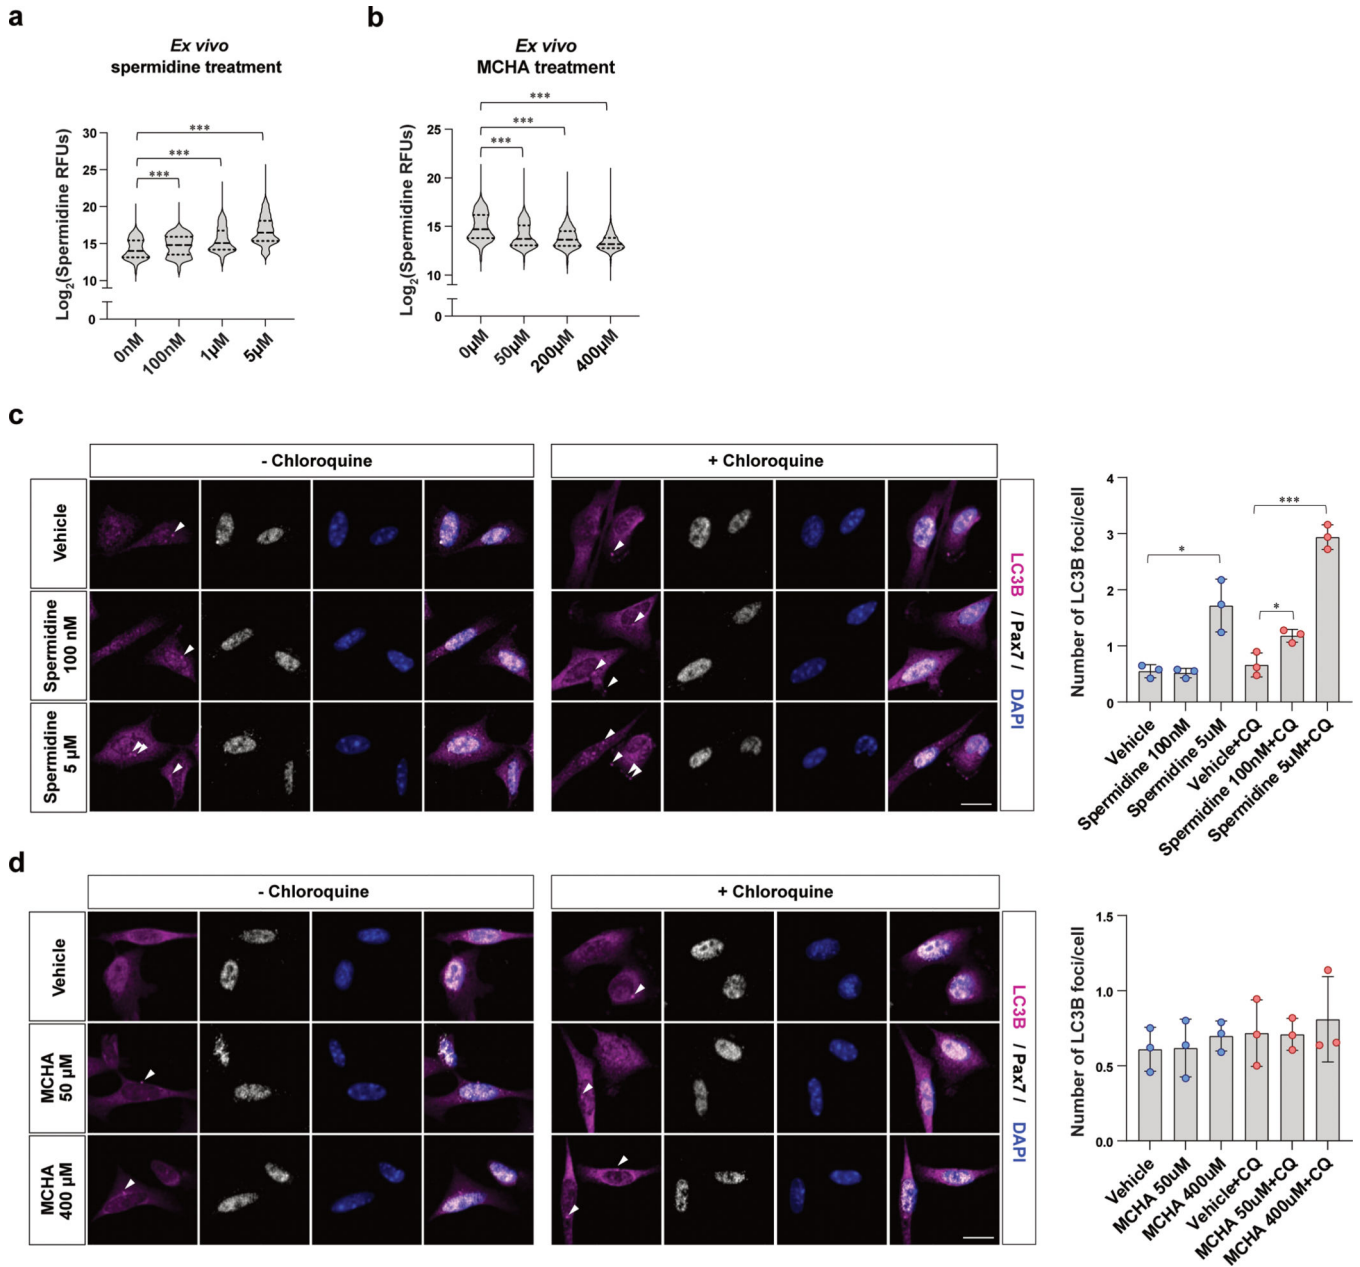 a
Ex vivo
spermidine treatment
Log2(Spermidine RFUs)
30
25
20
15
10
0
***
***
***
0nM
100nM
1µM
5µM
b
Ex vivo
MCHA treatment
Log2(Spermidine RFUs)
25
20
15
10
0
***
***
***
0µM
50µM
200µM
400µM
c
- Chloroquine
+ Chloroquine
Vehicle
Spermidine
100 nM
Spermidine
5 µM
LC3B / Pax7 / DAPI
Number of LC3B foci/cell
4
3
2
1
0
*
*
***
Vehicle
Spermidine 100nM
Spermidine 5uM
Vehicle+CQ
Spermidine 100nM+CQ
Spermidine 5uM+CQ
d
- Chloroquine
+ Chloroquine
Vehicle
MCHA
50 µM
MCHA
400 µM
LC3B / Pax7 / DAPI
Number of LC3B foci/cell
1.5
1.0
0.5
0.0
Vehicle
MCHA 50uM
MCHA 400uM
Vehicle+CQ
MCHA 50uM+CQ
MCHA 400uM+CQ